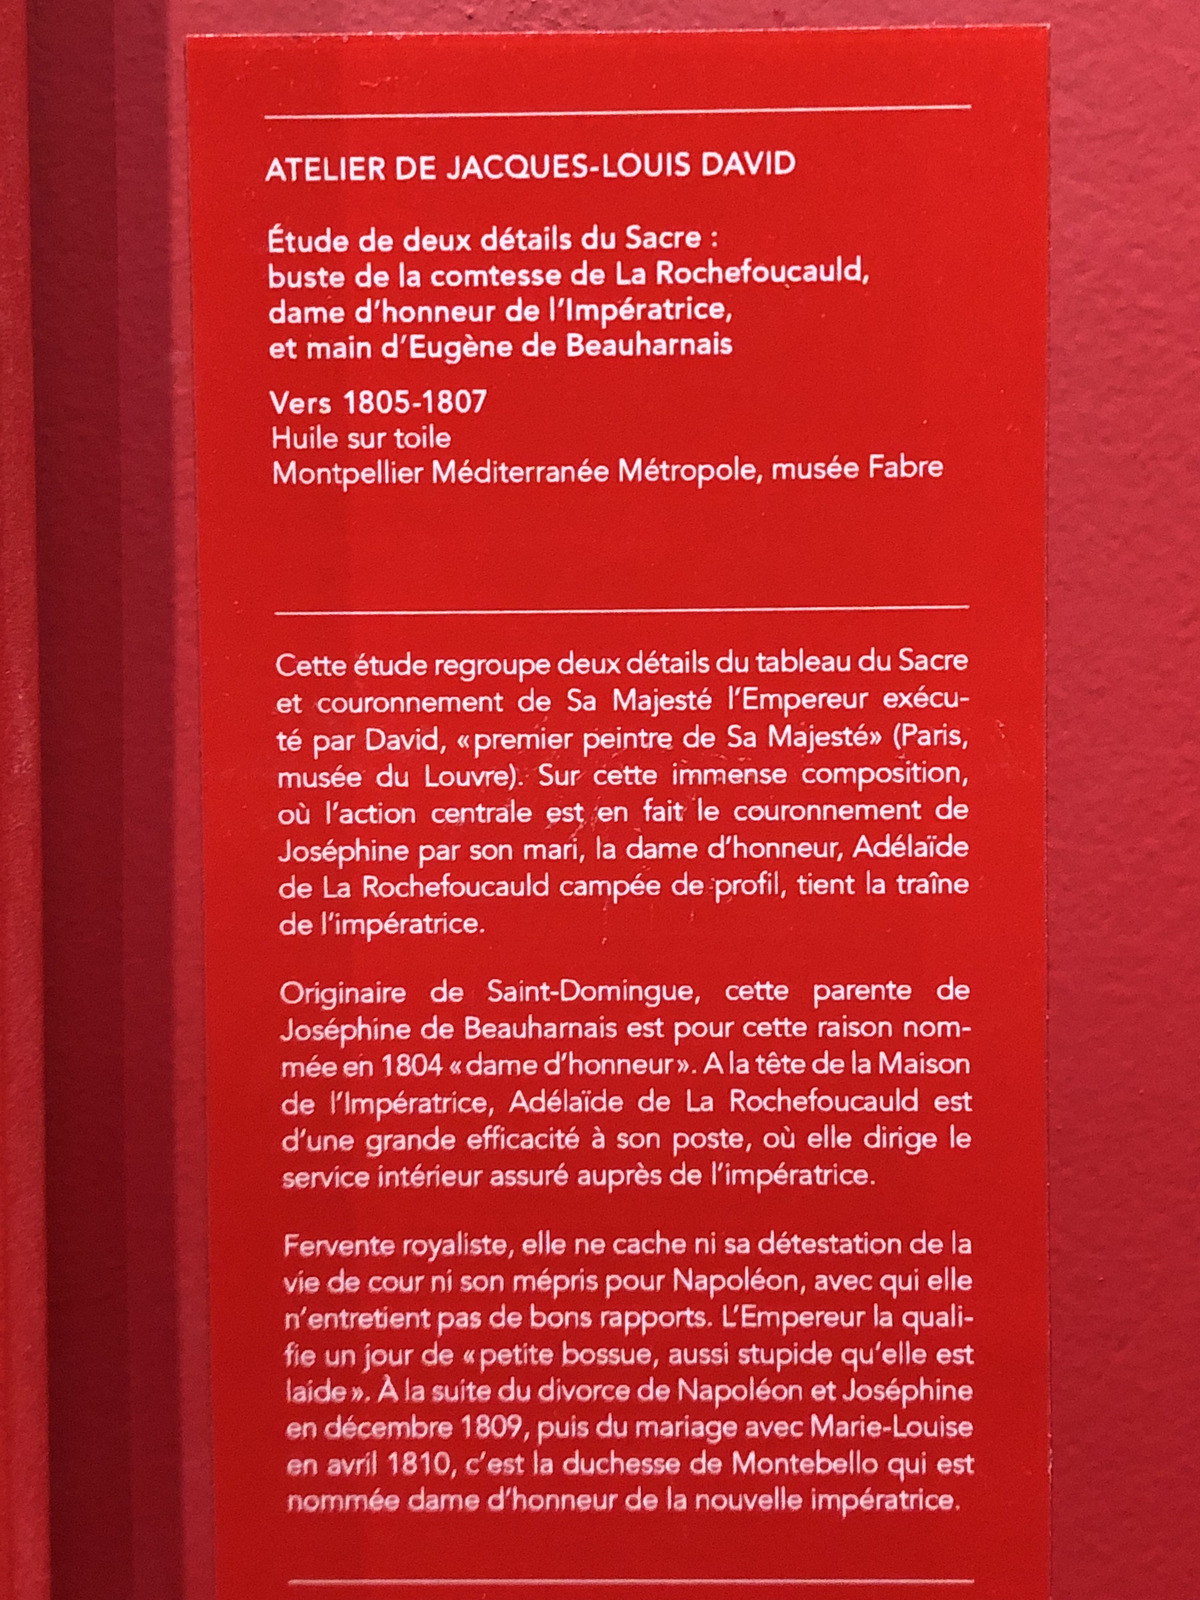 ATELIER DE JACQUES-LOUIS DAVID
Étude de deux détails du Sacre :
buste de la comtesse de La Rochefoucauld,
dame d'honneur de l'Impératrice,
et main d'Eugène de Beauharnais
Vers 1805-1807
Huile sur toile
Montpellier Méditerranée Métropole, musée Fabre
Cette étude regroupe deux détails du tableau du Sacre
et couronnement de Sa Majesté l'Empereur exécu-
té par David, «premier peintre de Sa Majesté» (Paris,
musée du Louvre). Sur cette immense composition,
où l'action centrale est en fait le couronnement de
Joséphine par son mari, la dame d'honneur, Adélaïde
de La Rochefoucauld campée de profil, tient la traîne
de l'impératrice.
Originaire de Saint-Domingue, cette parente de
Joséphine de Beauharnais est pour cette raison nom-
mée en 1804 «dame d'honneur». A la tête de la Maison
de l'Impératrice, Adélaïde de La Rochefoucauld est
d'une grande efficacité à son poste, où elle dirige le
service intérieur assuré auprès de l'impératrice.
Fervente royaliste, elle ne cache ni sa détestation de la
vie de cour ni son mépris pour Napoléon, avec qui elle
n'entretient pas de bons rapports. L'Empereur la quali-
fie un jour de «petite bossue, aussi stupide qu'elle est
laide». À la suite du divorce de Napoléon et Joséphine
en décembre 1809, puis du mariage avec Marie-Louise
en avril 1810, c'est la duchesse de Montebello qui est
nommée dame d'honneur de la nouvelle impératrice.